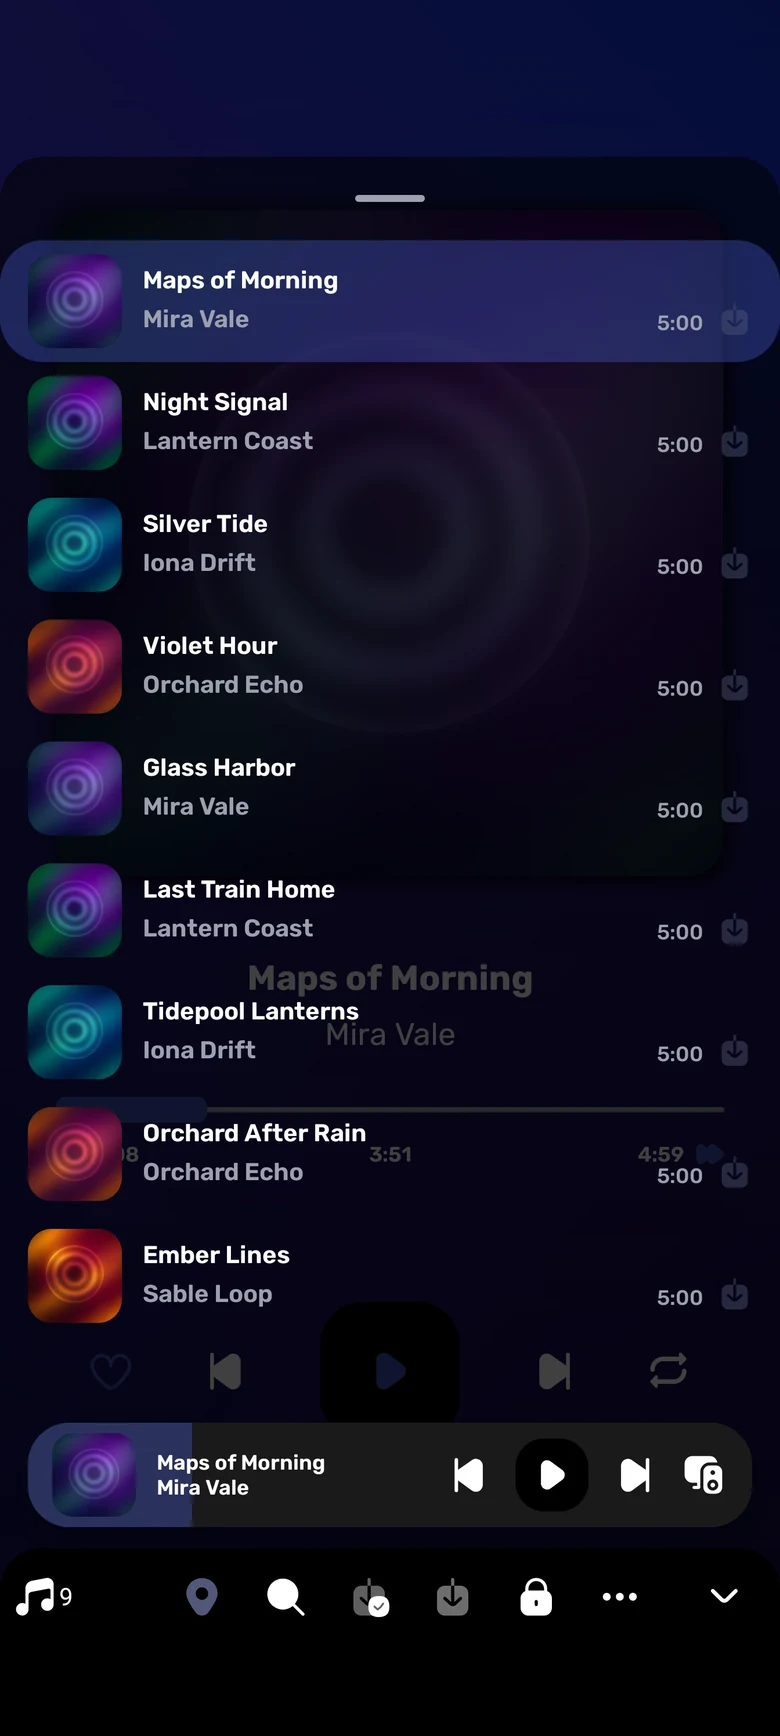 Maps of Morning
Mira Vale
5:00
Night Signal
Lantern Coast
5:00
Silver Tide
Iona Drift
5:00
Violet Hour
Orchard Echo
5:00
Glass Harbor
Mira Vale
5:00
Last Train Home
Lantern Coast
5:00
Maps of Morning
Tidepool Lanterns
Mira Vale
Iona Drift
5:00
Orchard After Rain
3:51
4:59
Orchard Echo
5:00
Ember Lines
Sable Loop
5:00
Maps of Morning
Mira Vale
9